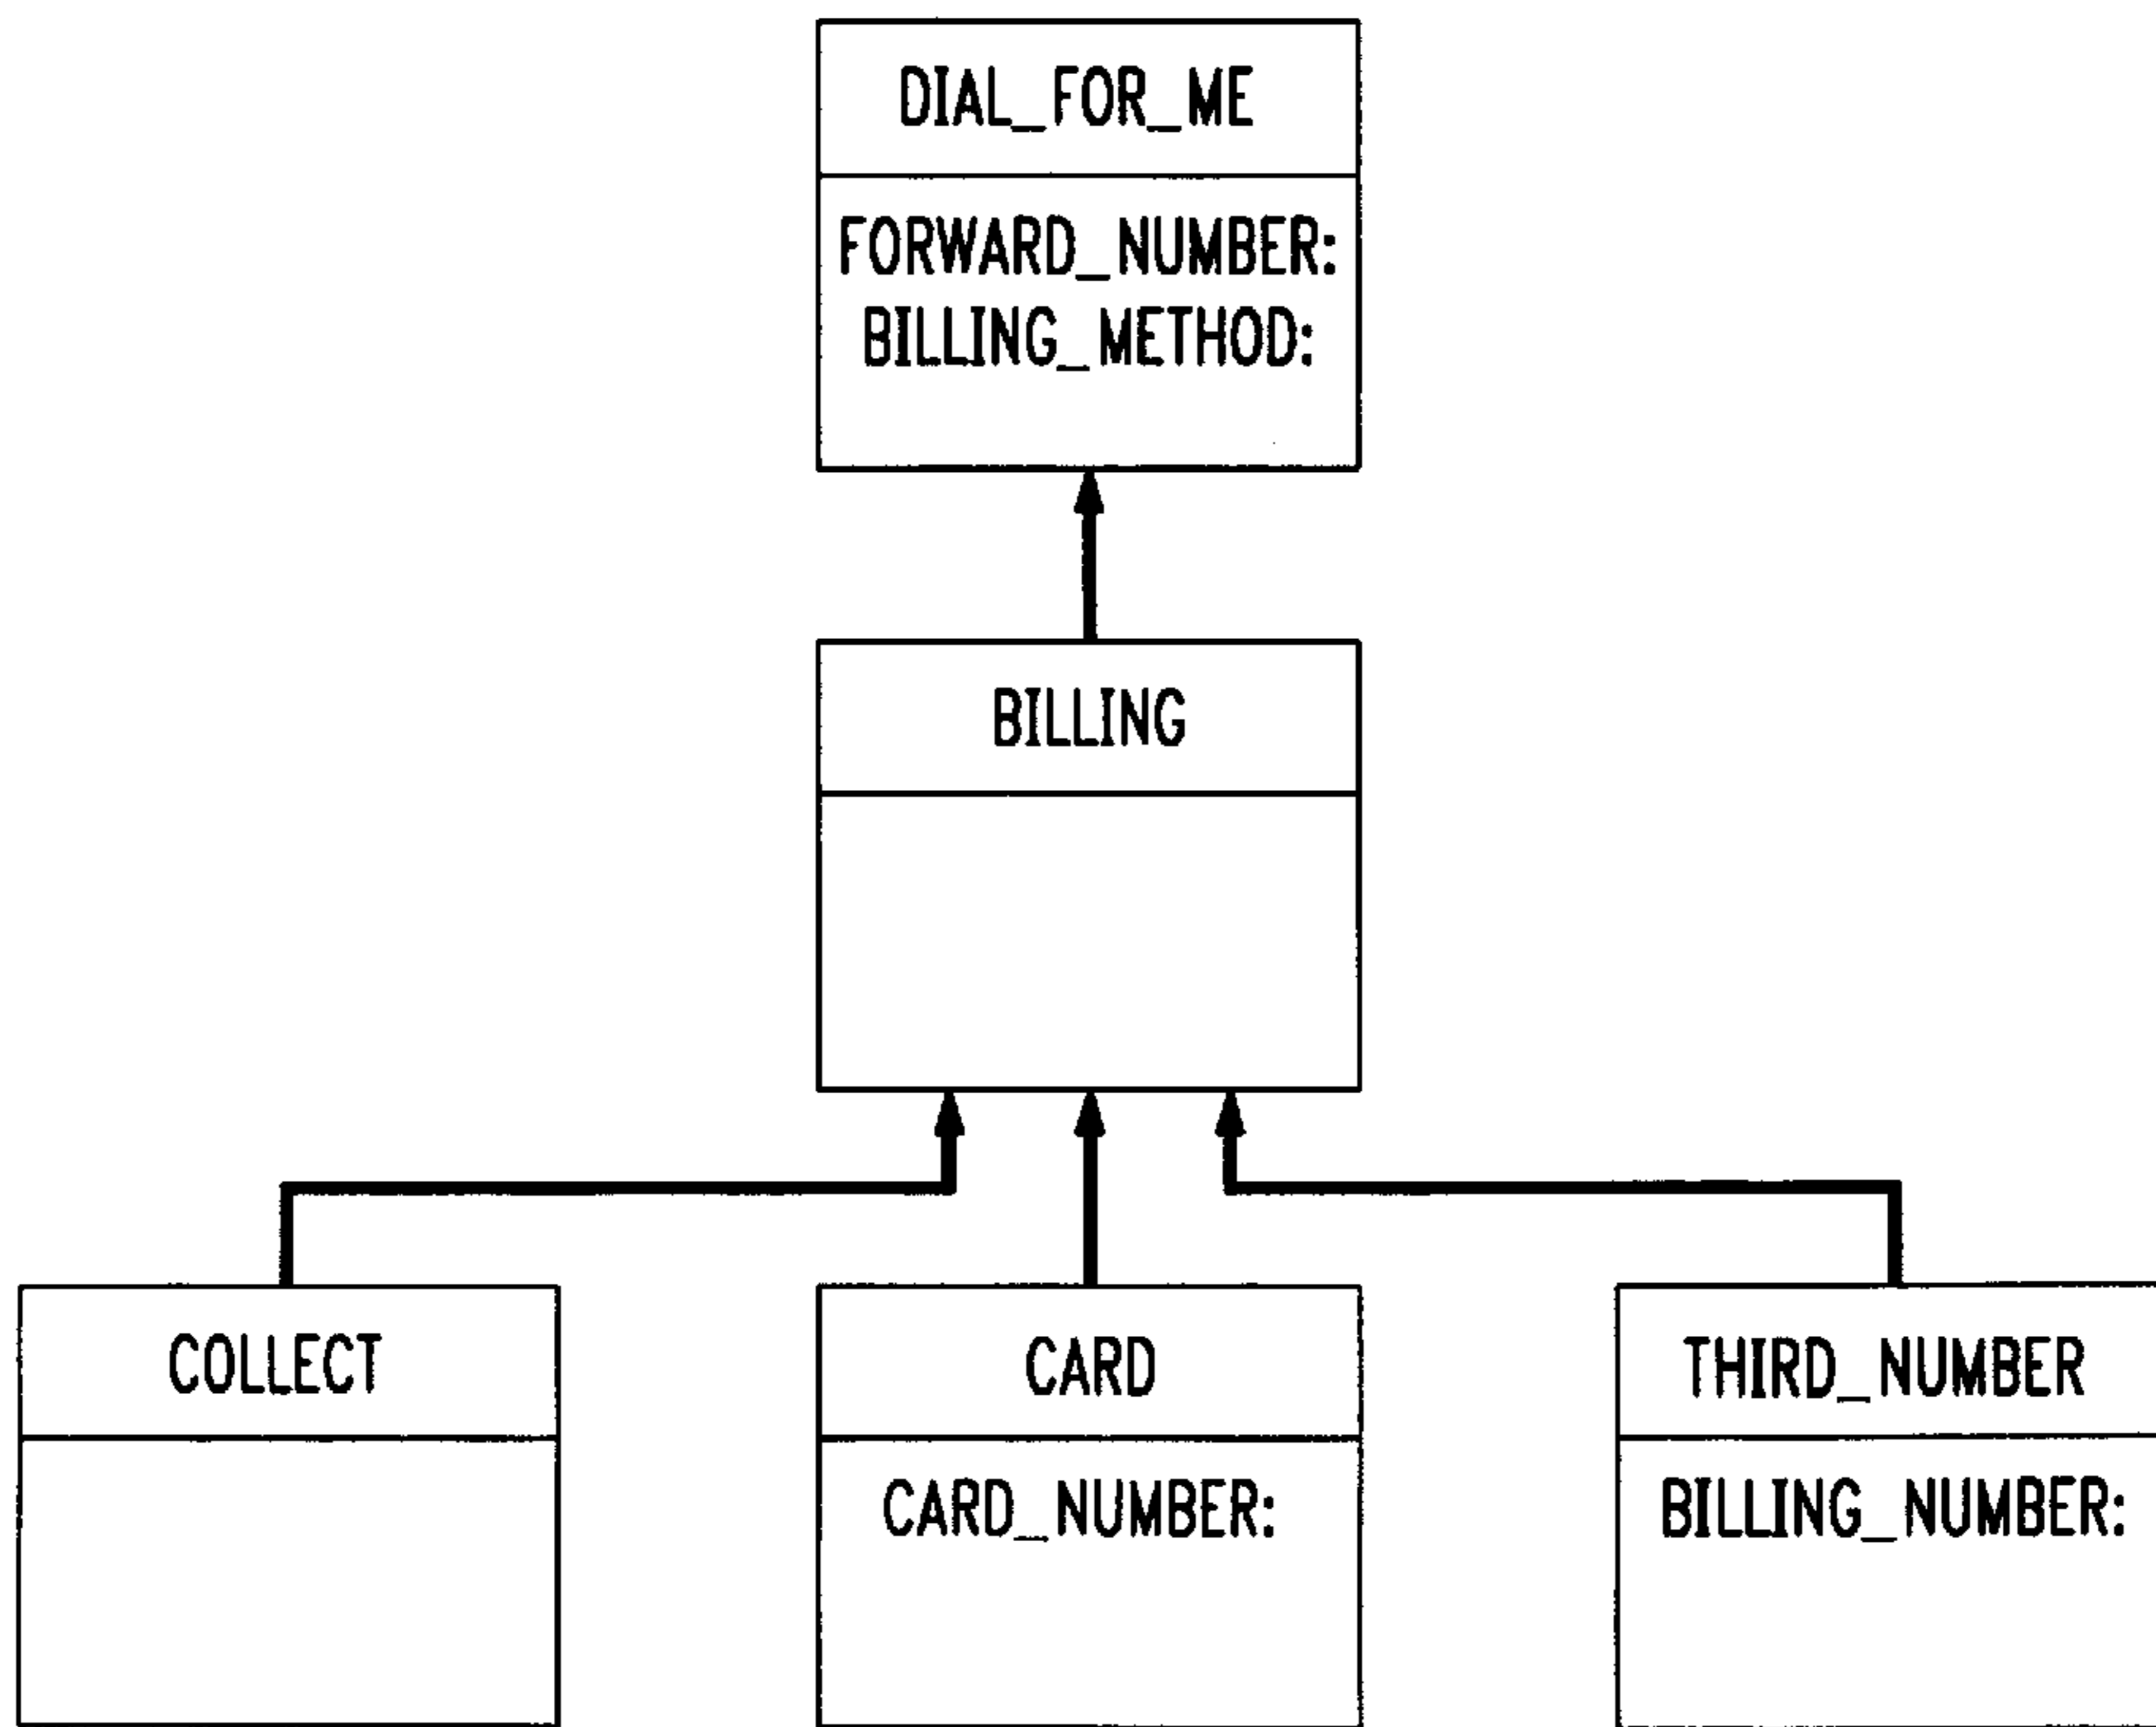 DIAL_FOR_ME
FORWARD_NUMBER:
BILLING_METHOD:
BILLING
COLLECT
CARD
THIRD_NUMBER
CARD_NUMBER:
BILLING_NUMBER: